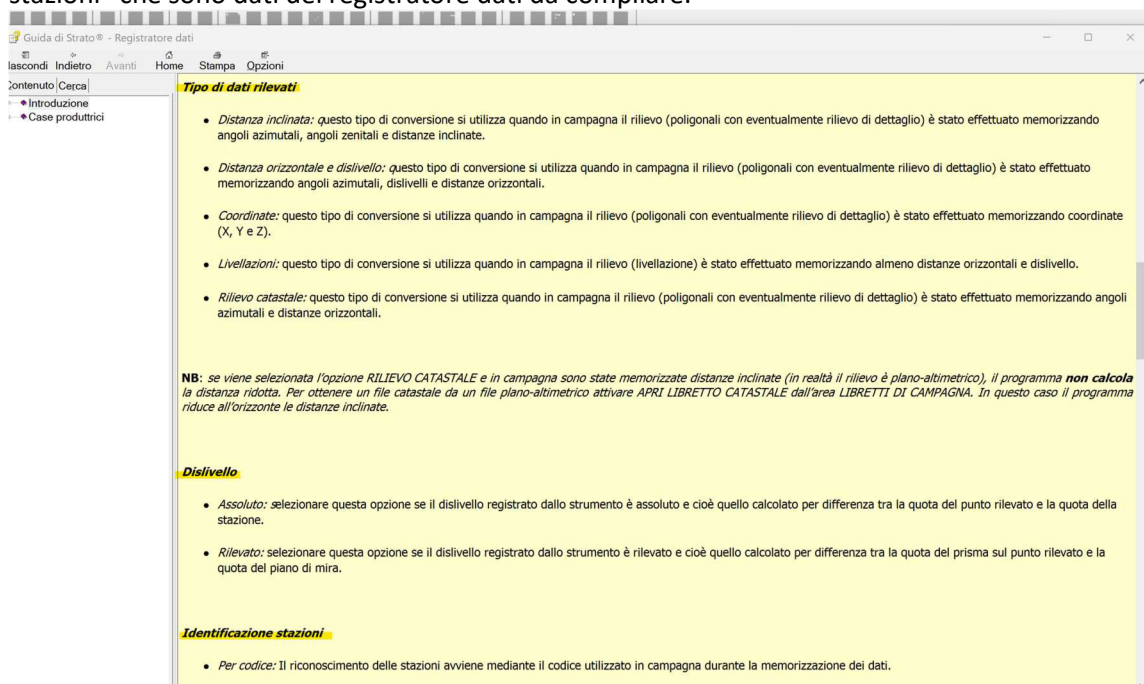 stazioni" che sono dati del registratore dati da compilare.
Guida di Strato® - Registratore dati
Nascondi Indietro Avanti Home Stampa Opzioni
Contenuto Cerca
Introduzione
Case produttrici
Tipo di dati rilevati
• Distanza inclinata: questo tipo di conversione si utilizza quando in campagna il rilievo (poligonali con eventualmente rilievo di dettaglio) è stato effettuato memorizzando
angoli azimutali, angoli zenitali e distanze inclinate.
• Distanza orizzontale e dislivello: questo tipo di conversione si utilizza quando in campagna il rilievo (poligonali con eventualmente rilievo di dettaglio) è stato effettuato
memorizzando angoli azimutali, dislivelli e distanze orizzontali.
• Coordinate: questo tipo di conversione si utilizza quando in campagna il rilievo (poligonali con eventualmente rilievo di dettaglio) è stato effettuato memorizzando coordinate
(X, Y e Z).
• Livellazioni: questo tipo di conversione si utilizza quando in campagna il rilievo (livellazione) è stato effettuato memorizzando almeno distanze orizzontali e dislivello.
• Rilievo catastale: questo tipo di conversione si utilizza quando in campagna il rilievo (poligonali con eventualmente rilievo di dettaglio) è stato effettuato memorizzando angoli
azimutali e distanze orizzontali.
NB: se viene selezionata l'opzione RILIEVO CATASTALE e in campagna sono state memorizzate distanze inclinate (in realtà il rilievo è plano-altimetrico), il programma non calcola
la distanza ridotta. Per ottenere un file catastale da un file plano-altimetrico attivare APRI LIBRETTO CATASTALE dall'area LIBRETTI DI CAMPAGNA. In questo caso il programma
riduce all'orizzonte le distanze inclinate.
Dislivello
• Assoluto: selezionare questa opzione se il dislivello registrato dallo strumento è assoluto e cioè quello calcolato per differenza tra la quota del punto rilevato e la quota della
stazione.
• Rilevato: selezionare questa opzione se il dislivello registrato dallo strumento è rilevato e cioè quello calcolato per differenza tra la quota del prisma sul punto rilevato e la
quota del piano di mira.
Identificazione stazioni
• Per codice: Il riconoscimento delle stazioni avviene mediante il codice utilizzato in campagna durante la memorizzazione dei dati.